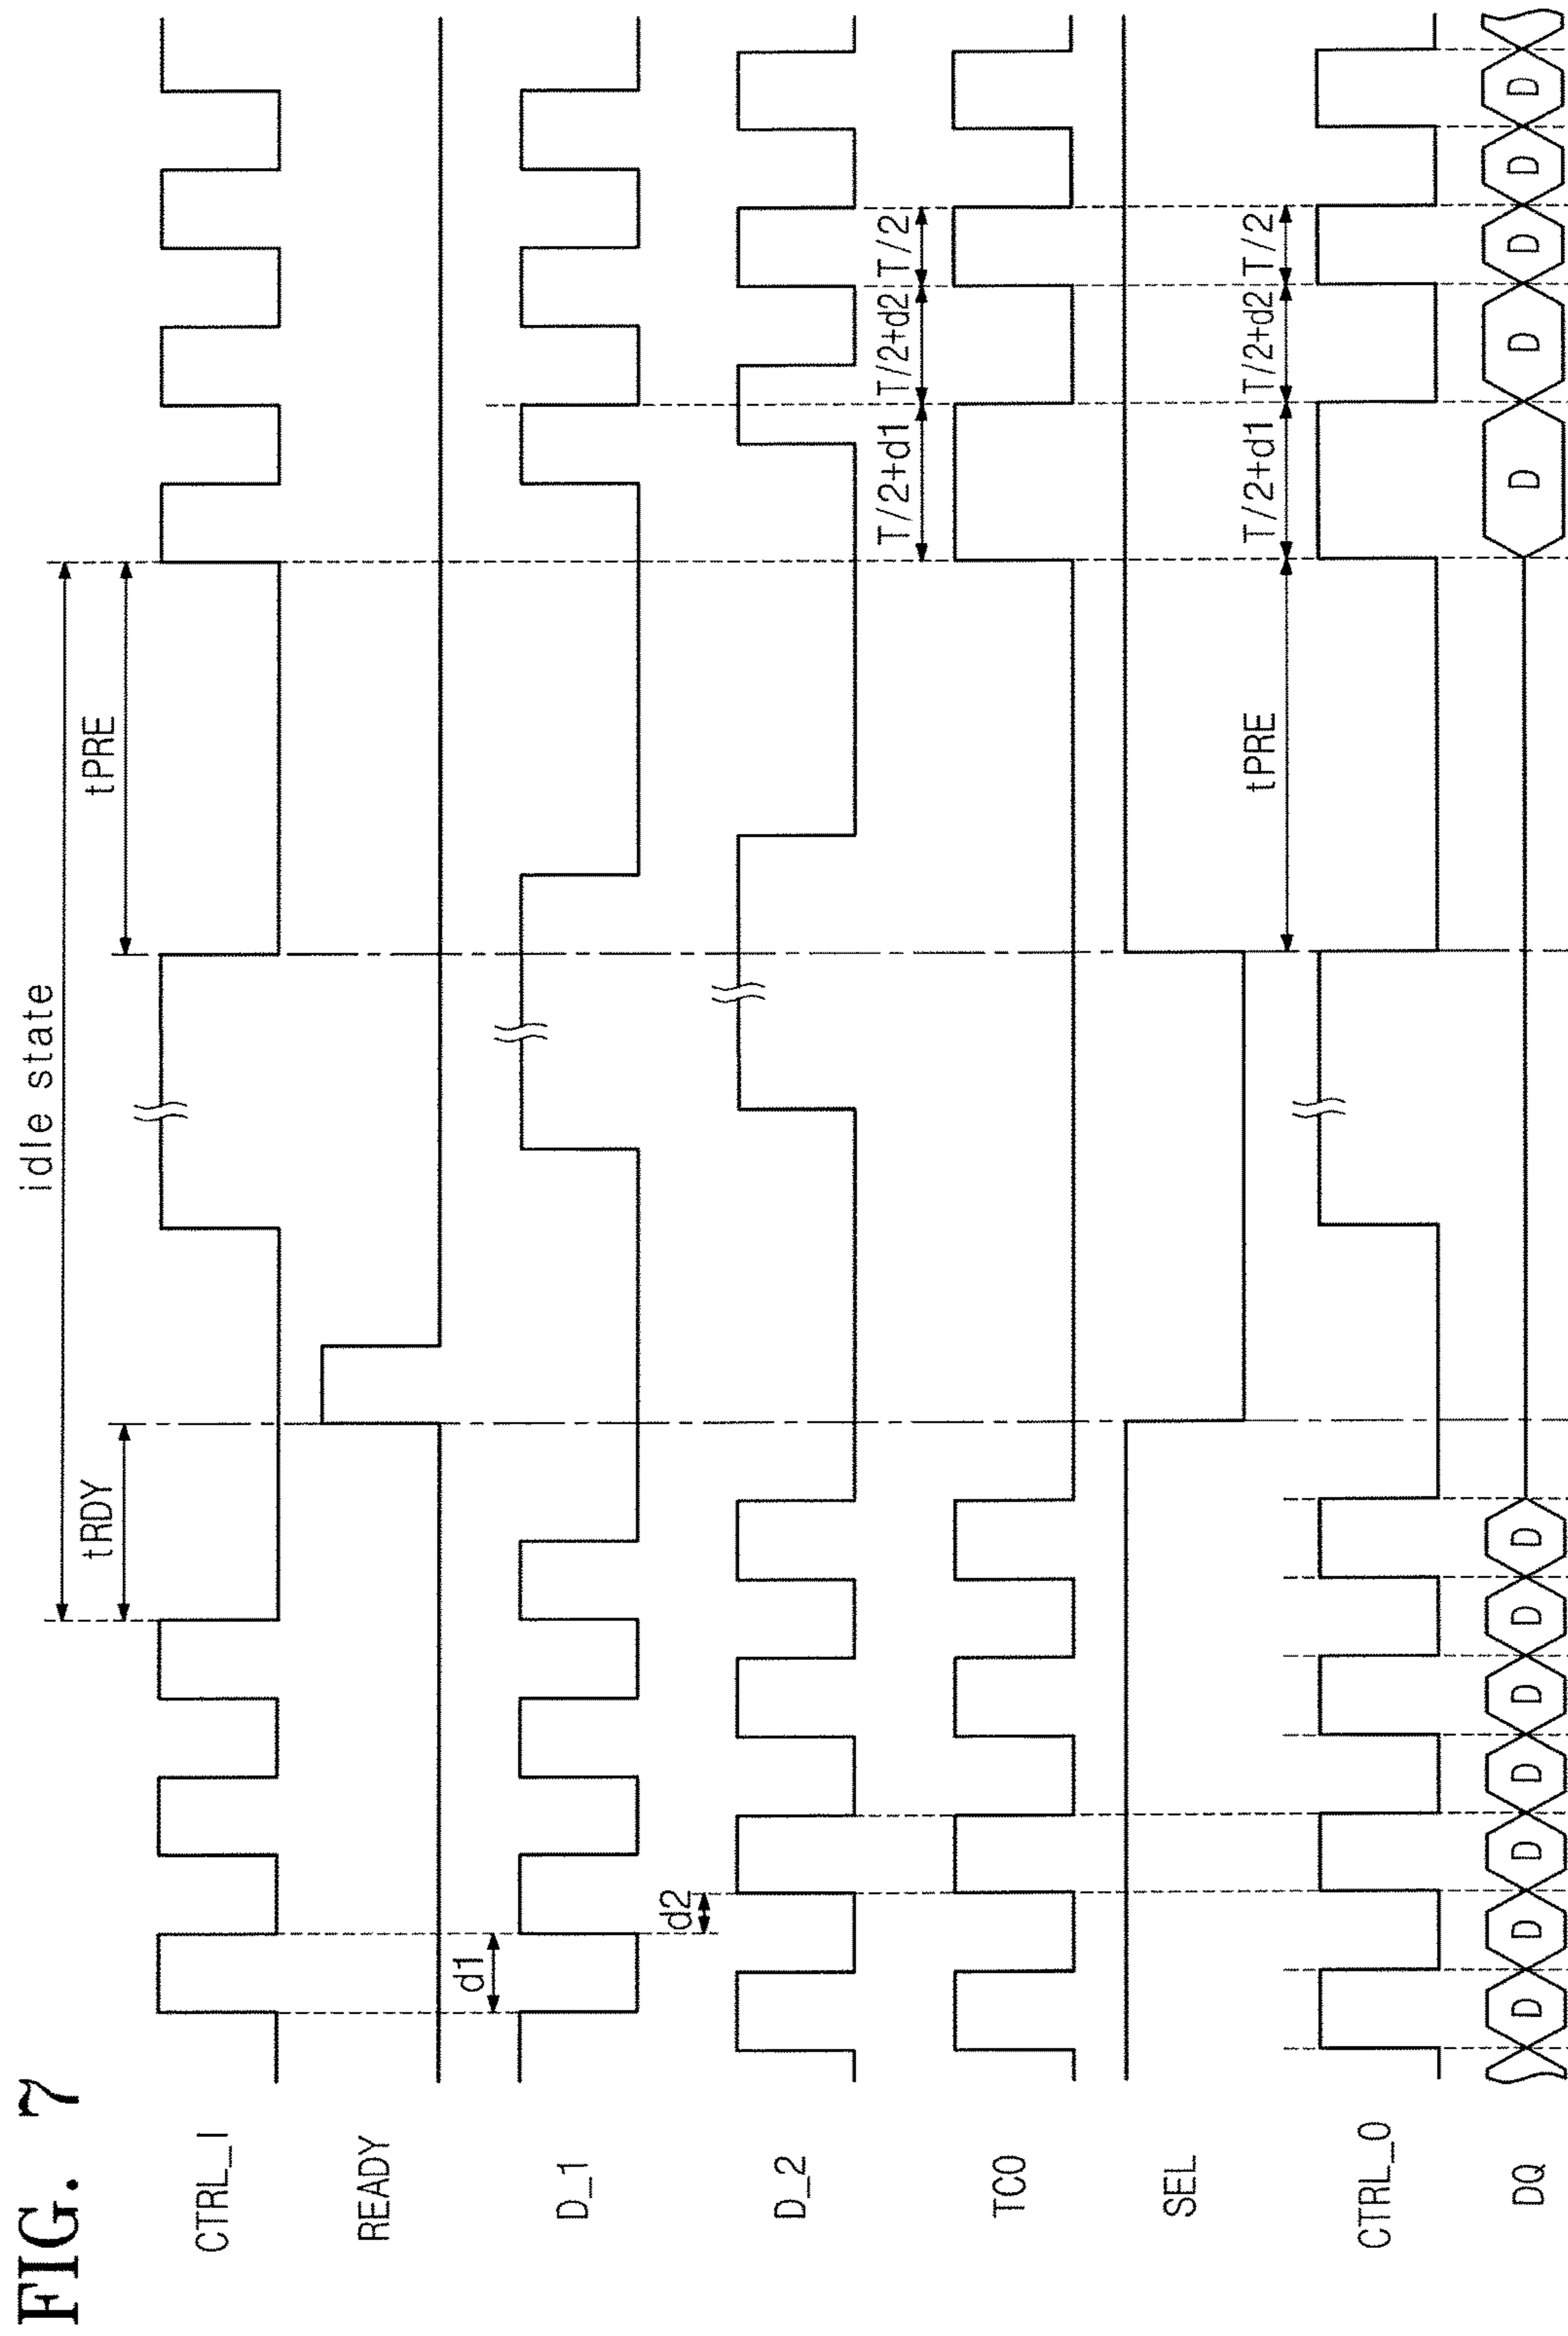 FIG. 7
idle state
tRDY tPRE
CTRL_I
READY
d1
D_1
d2
D_2
T/2+d1 T/2+d2 T/2
TCO
SEL
tPRE T/2+d1 T/2+d2 T/2
CTRL_O
DQ D D D D D D D D D D D D